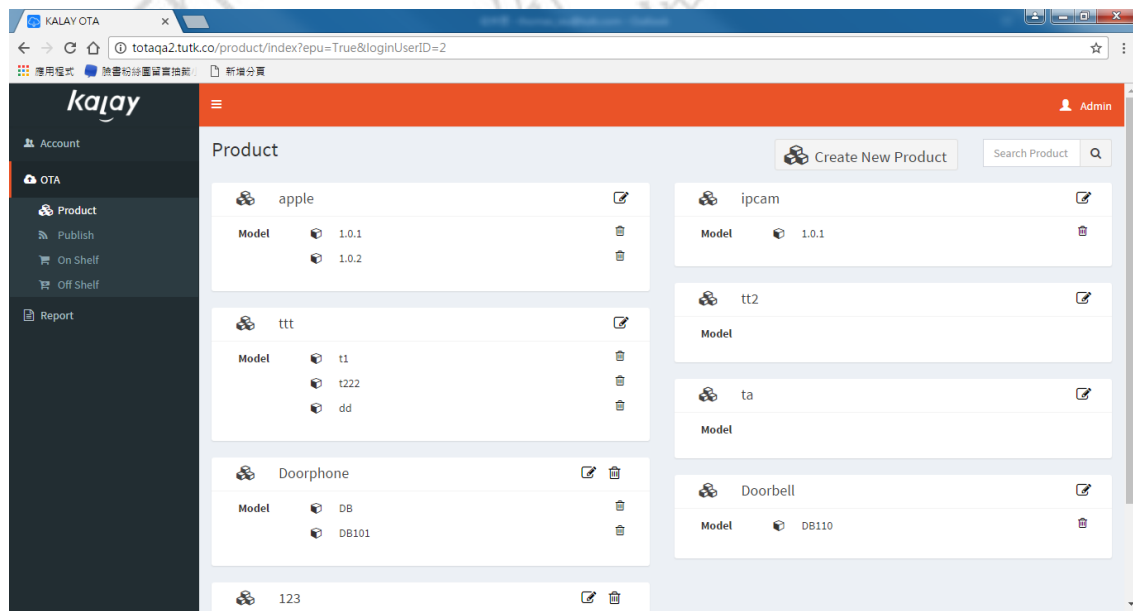 KALAY OTA
totaqa2.tutk.co/product/index?epu=True&loginUserID=2
應用程式
新增分頁
kalay
Admin
Account
OTA
Product
Publish
On Shelf
Off Shelf
Report
Product
Create New Product
Search Product
apple
Model
1.0.1
1.0.2
ttt
Model
t1
t222
dd
Doorphone
Model
DB
DB101
123
ipcam
Model
1.0.1
tt2
Model
ta
Model
Doorbell
Model
DB110